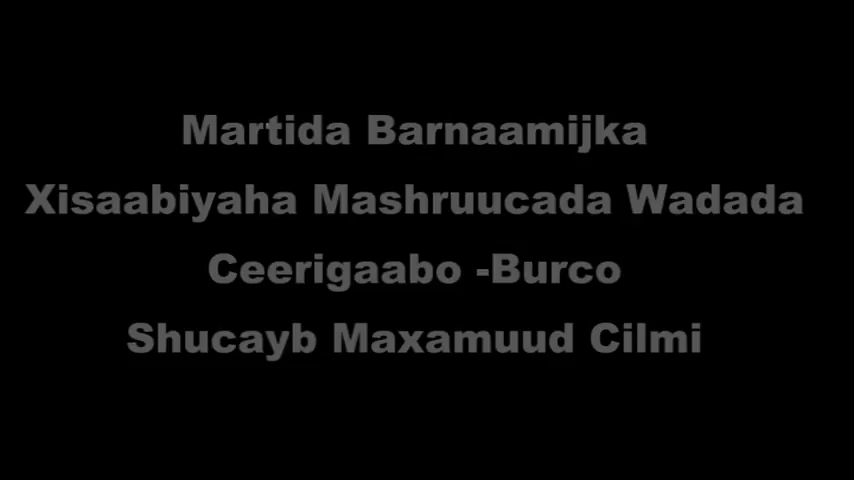 Martida Barnaamijka
Xisaabiyaha Mashruucada Wadada
Ceerigaabo -Burco
Shucayb Maxamuud Cilmi